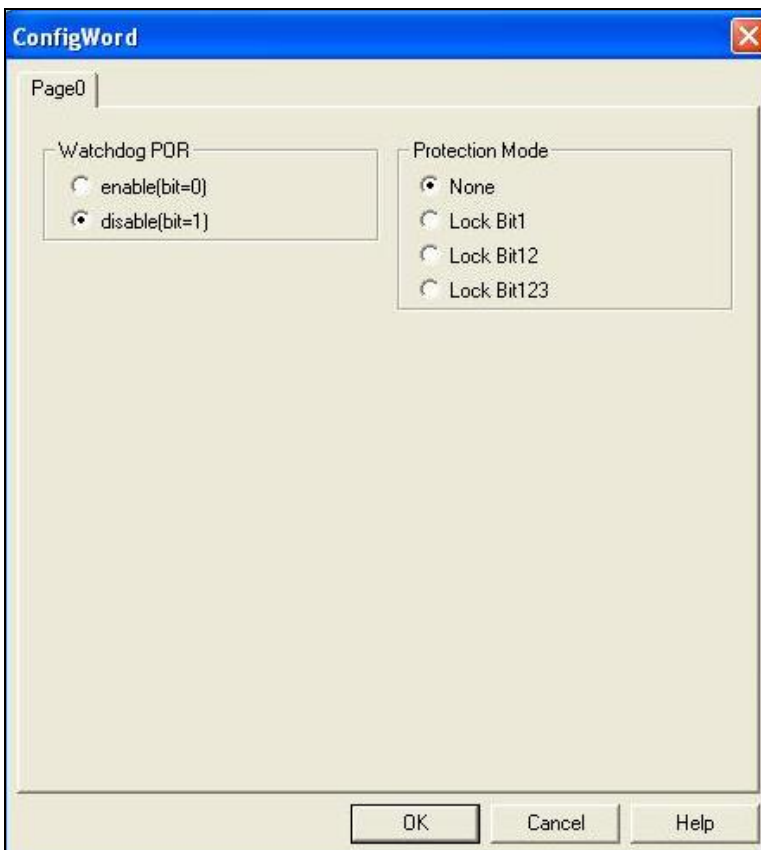 ConfigWord
Page0
Watchdog POR
enable(bit=0)
disable(bit=1)
Protection Mode
None
Lock Bit1
Lock Bit12
Lock Bit123
OK
Cancel
Help